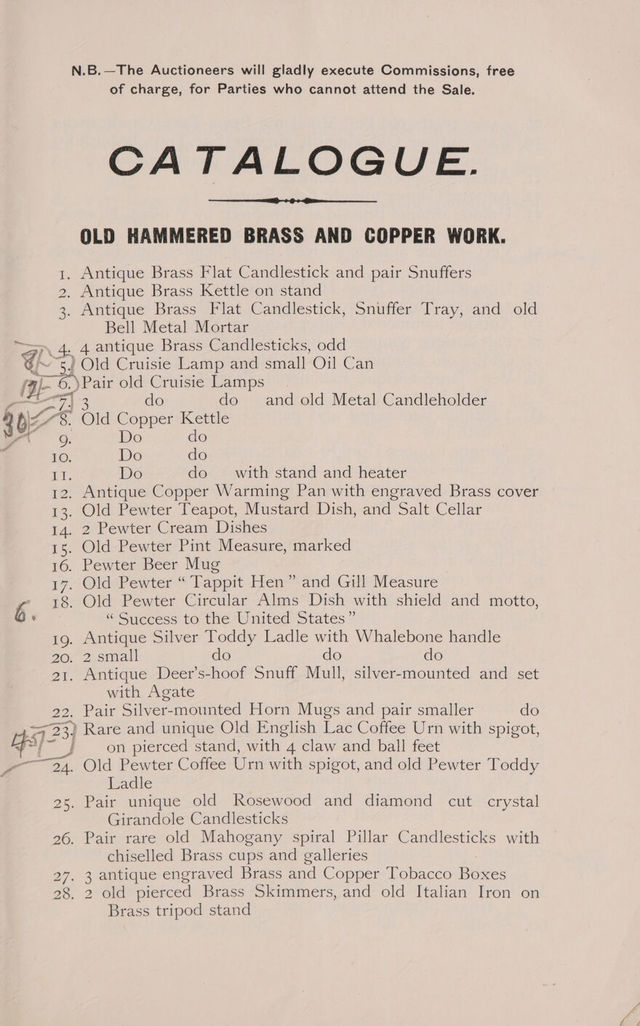 N.B.—The Auctioneers will gladly execute Commissions, free
of charge, for Parties who cannot attend the Sale.
CATALOGUE.
OLD HAMMERED BRASS AND COPPER WORK.
1. Antique Brass Flat Candlestick and pair Snuffers
2. Antique Brass Kettle on stand
3. Antique Brass Flat Candlestick, Snuffer Tray, and old
Bell Metal Mortar
4. 4 antique Brass Candlesticks, odd
5. Old Cruisie Lamp and small Oil Can
6. Pair old Cruisie Lamps
7. 3 do do and old Metal Candleholder
8. Old Copper Kettle
9. Do do
10. Do do
11. Do do with stand and heater
12. Antique Copper Warming Pan with engraved Brass cover
13. Old Pewter Teapot, Mustard Dish, and Salt Cellar
14. 2 Pewter Cream Dishes
15. Old Pewter Pint Measure, marked
16. Pewter Beer Mug
17. Old Pewter “ Tappit Hen ” and Gill Measure
18. Old Pewter Circular Alms Dish with shield and motto,
6. “ Success to the United States ”
19. Antique Silver Toddy Ladle with Whalebone handle
20. 2 small do do do
21. Antique Deer's-hoof Snuff Mull, silver-mounted and set
with Agate
22. Pair Silver-mounted Horn Mugs and pair smaller do
23. Rare and unique Old English Lac Coffee Urn with spigot,
45/- on pierced stand, with 4 claw and ball feet
24. Old Pewter Coffee Urn with spigot, and old Pewter Toddy
Ladle
25. Pair unique old Rosewood and diamond cut crystal
Girandole Candlesticks
26. Pair rare old Mahogany spiral Pillar Candlesticks with
chiselled Brass cups and galleries
27. 3 antique engraved Brass and Copper Tobacco Boxes
28. 2 old pierced Brass Skimmers, and old Italian Iron on
Brass tripod stand